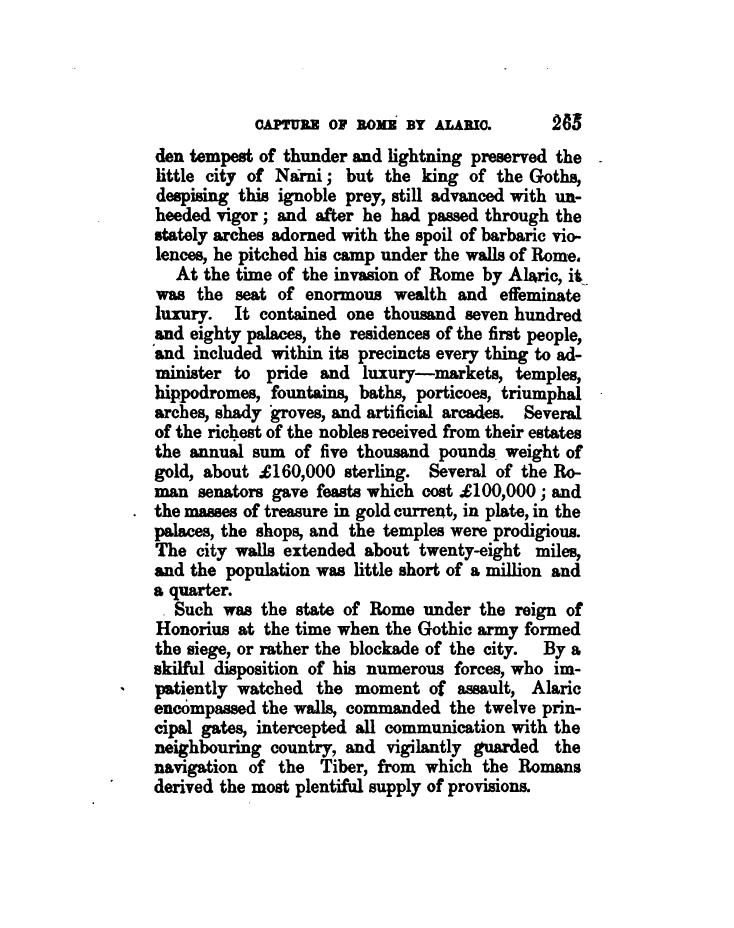 CAPTURE OF ROME BY ALARIC. 265
den tempest of thunder and lightning preserved the
little city of Narni; but the king of the Goths,
despising this ignoble prey, still advanced with un-
heeded vigor; and after he had passed through the
stately arches adorned with the spoil of barbaric vio-
lences, he pitched his camp under the walls of Rome.
At the time of the invasion of Rome by Alaric, it
was the seat of enormous wealth and effeminate
luxury. It contained one thousand seven hundred
and eighty palaces, the residences of the first people,
and included within its precincts every thing to ad-
minister to pride and luxury—markets, temples,
hippodromes, fountains, baths, porticoes, triumphal
arches, shady groves, and artificial arcades. Several
of the richest of the nobles received from their estates
the annual sum of five thousand pounds weight of
gold, about £160,000 sterling. Several of the Ro-
man senators gave feasts which cost £100,000; and
the masses of treasure in gold current, in plate, in the
palaces, the shops, and the temples were prodigious.
The city walls extended about twenty-eight miles,
and the population was little short of a million and
a quarter.
Such was the state of Rome under the reign of
Honorius at the time when the Gothic army formed
the siege, or rather the blockade of the city. By a
skilful disposition of his numerous forces, who im-
patiently watched the moment of assault, Alaric
encompassed the walls, commanded the twelve prin-
cipal gates, intercepted all communication with the
neighbouring country, and vigilantly guarded the
navigation of the Tiber, from which the Romans
derived the most plentiful supply of provisions.